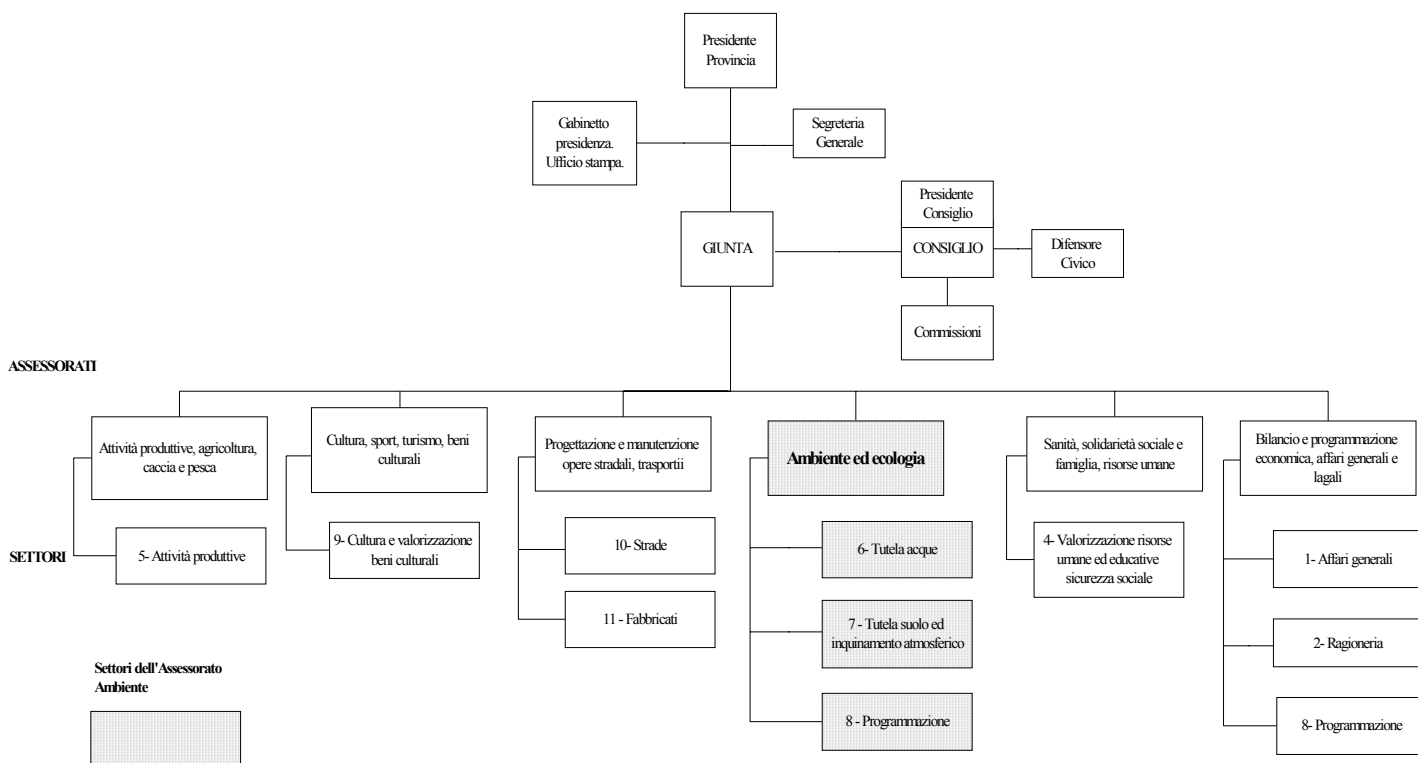 Presidente
Provincia
Gabinetto
presidenza.
Ufficio stampa.
Segreteria
Generale
Presidente
Consiglio
GIUNTA
CONSIGLIO
Difensore
Civico
Commissioni
ASSESSORATI
Attività produttive, agricoltura,
caccia e pesca
Cultura, sport, turismo, beni
culturali
Progettazione e manutenzione
opere stradali, trasportii
Ambiente ed ecologia
Sanità, solidarietà sociale e
famiglia, risorse umane
Bilancio e programmazione
economica, affari generali e
lagali
SETTORI
5- Attività produttive
9- Cultura e valorizzazione
beni culturali
10- Strade
11 - Fabbricati
6- Tutela acque
7 - Tutela suolo ed
inquinamento atmosferico
8 - Programmazione
4- Valorizzazione risorse
umane ed educative
sicurezza sociale
1- Affari generali
2- Ragioneria
8- Programmazione
Settori dell'Assessorato
Ambiente